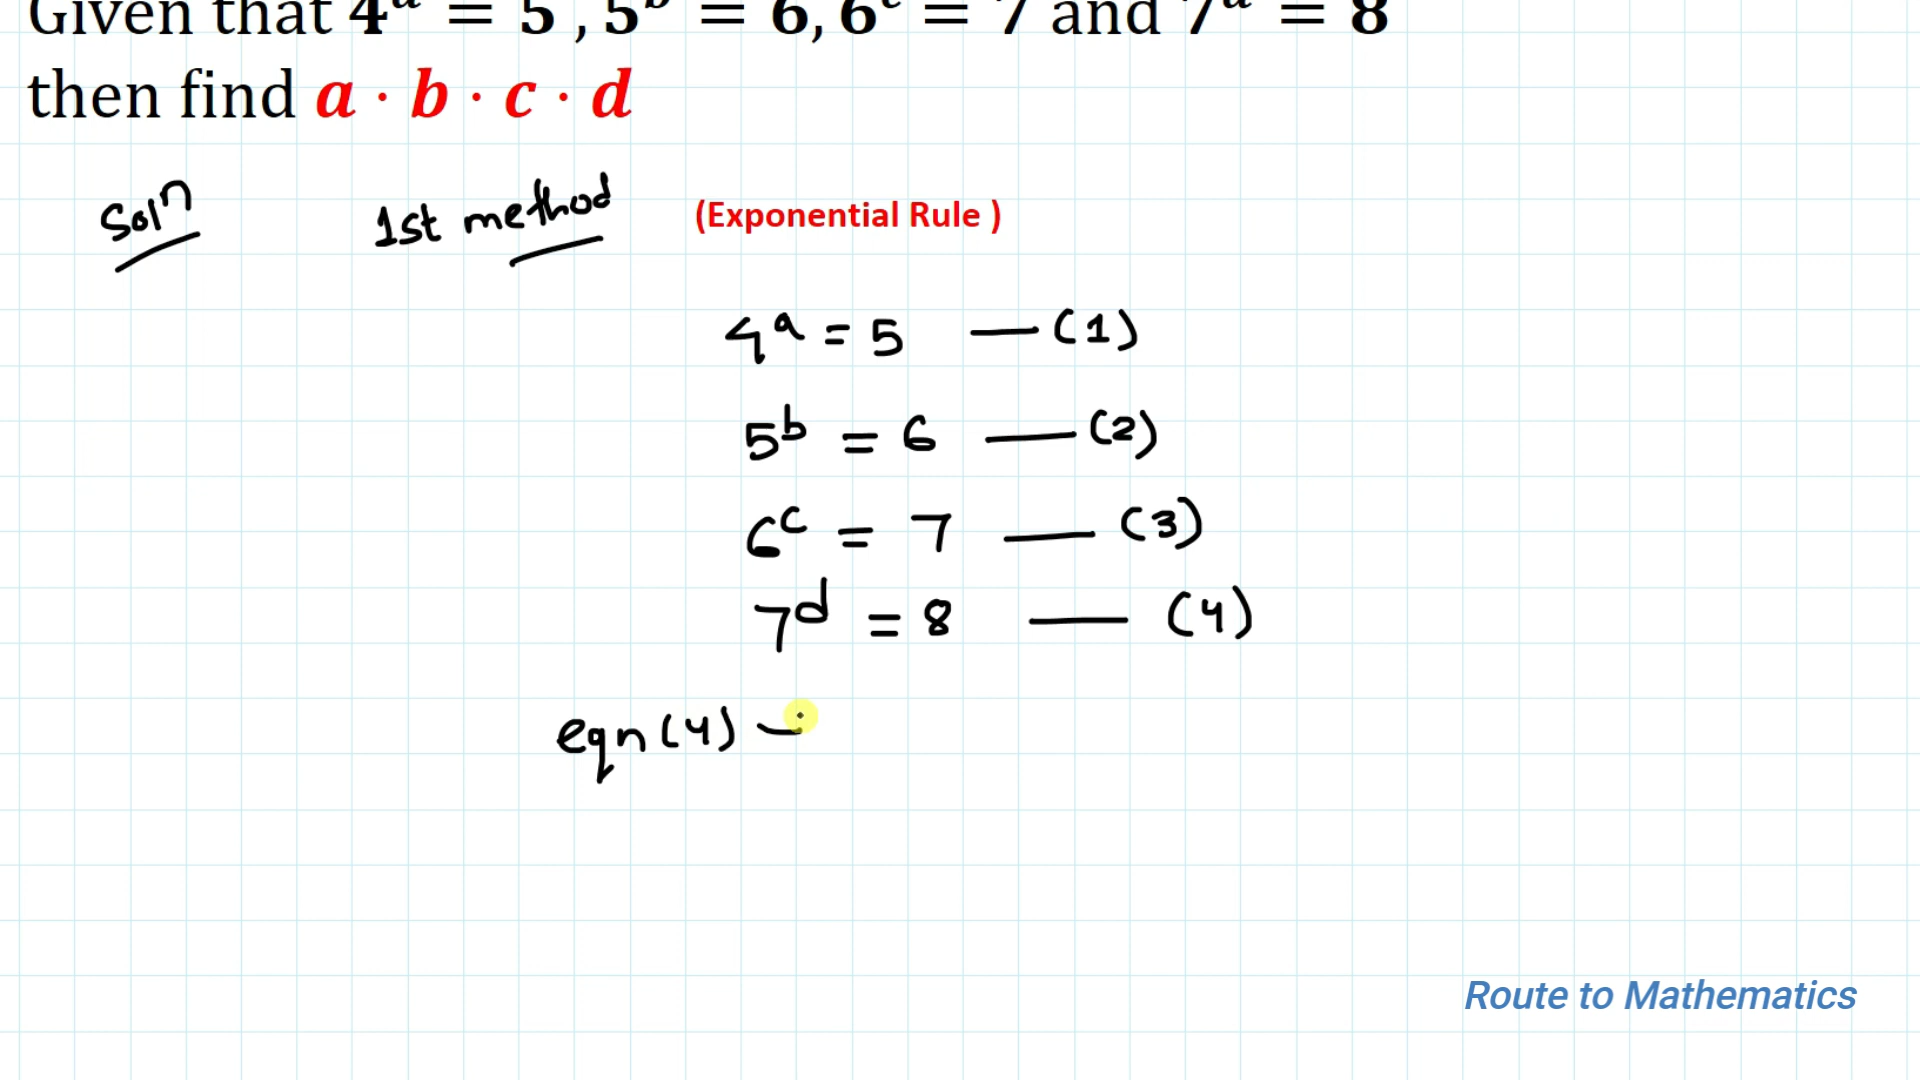 Given that 4ᵃ = 5 , 5ᵇ = 6, 6ᶜ = 7 and 7ᵈ = 8
then find a · b · c · d
Solⁿ 1st method (Exponential Rule )
4ᵃ = 5 — (1)
5ᵇ = 6 — (2)
6ᶜ = 7 — (3)
7ᵈ = 8 — (4)
eqn (4)
Route to Mathematics